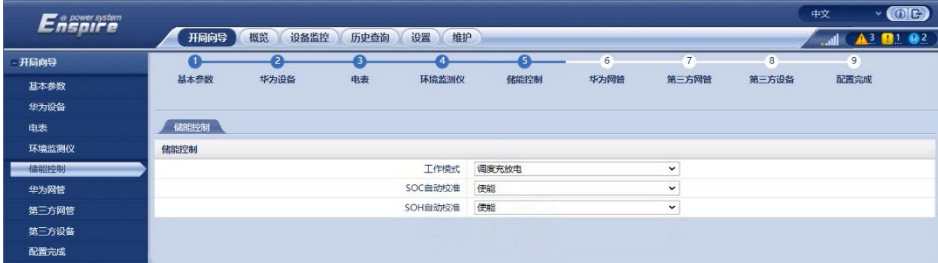 e power system
Enspire
中文
开局向导 概览 设备监控 历史查询 设置 维护
3 1 2
开局向导
基本参数
华为设备
电表
环境监测仪
储能控制
华为网管
第三方网管
第三方设备
配置完成
1 2 3 4 5 6 7 8 9
基本参数 华为设备 电表 环境监测仪 储能控制 华为网管 第三方网管 第三方设备 配置完成
储能控制
储能控制
工作模式 调度充放电
SOC自动校准 使能
SOH自动校准 使能